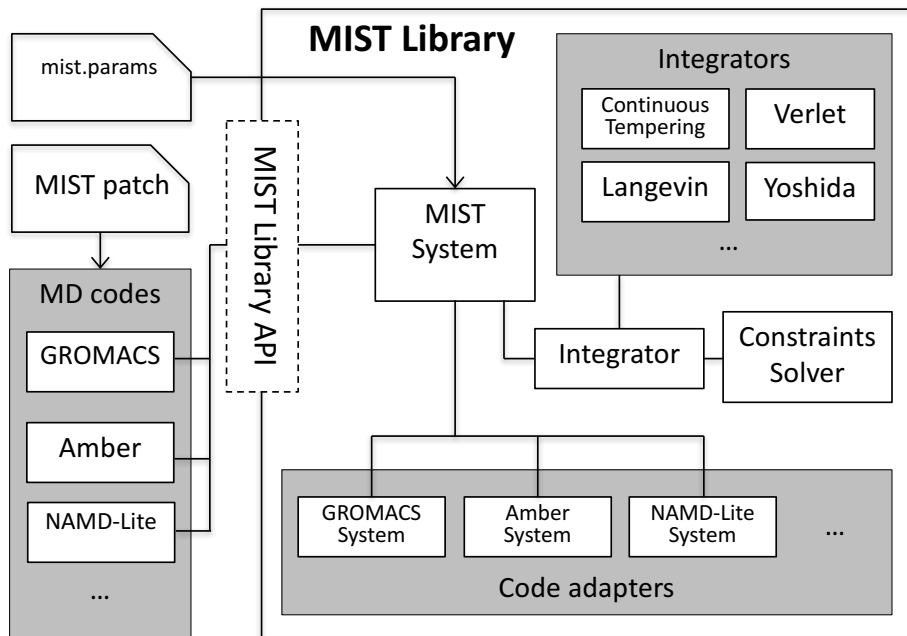 MIST Library
mist.params
MIST patch
MD codes
GROMACS
Amber
NAMD-Lite
...
MIST Library API
MIST
System
Integrators
Continuous
Tempering
Verlet
Langevin
Yoshida
...
Integrator
Constraints
Solver
GROMACS
System
Amber
System
NAMD-Lite
System
...
Code adapters